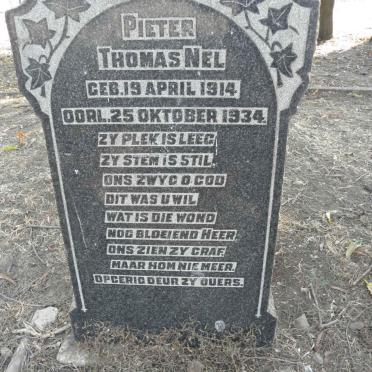 PIETER
THOMAS NEL
GEB. 19 APRIL 1914.
OORL. 25 OKTOBER 1934.
ZY PLEK IS LEEG
ZY STEM IS STIL
ONS ZWYG O GOD
DIT WAS U WIL
WAT IS DIE WOND
NOG BLOEIEND HEER
ONS ZIEN ZY GRAF
MAAR HOM NIE MEER.
OPGERIG DEUR ZY OUERS.